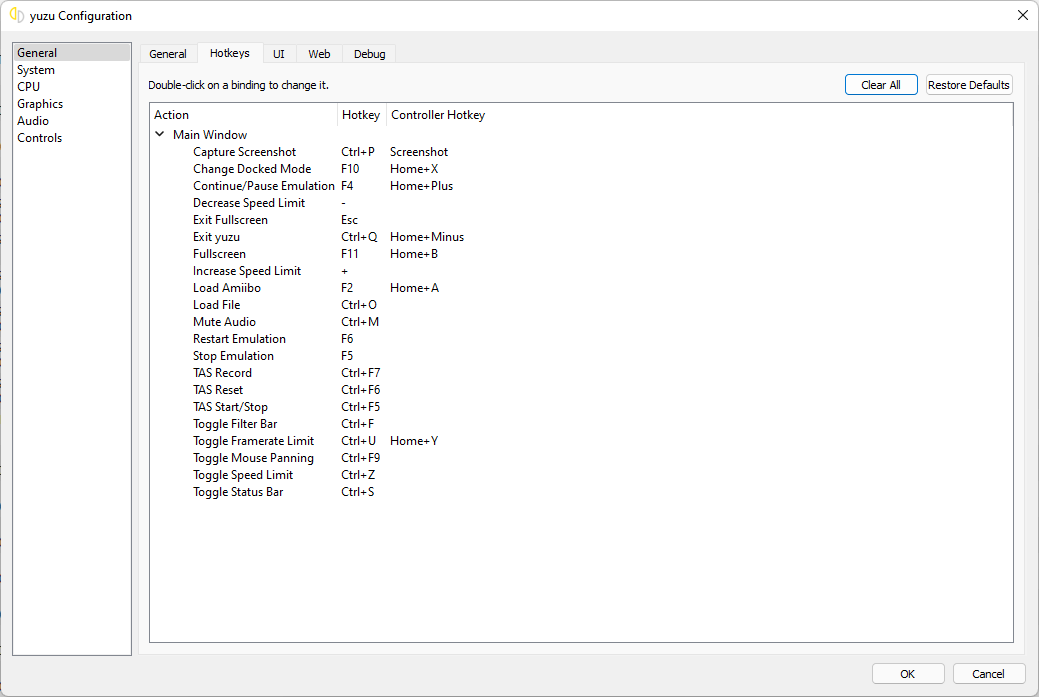 yuzu Configuration
General
System
CPU
Graphics
Audio
Controls
General Hotkeys UI Web Debug
Double-click on a binding to change it. Clear All Restore Defaults
Action Hotkey Controller Hotkey
Main Window
Capture Screenshot Ctrl+P Screenshot
Change Docked Mode F10 Home+X
Continue/Pause Emulation F4 Home+Plus
Decrease Speed Limit -
Exit Fullscreen Esc
Exit yuzu Ctrl+Q Home+Minus
Fullscreen F11 Home+B
Increase Speed Limit +
Load Amiibo F2 Home+A
Load File Ctrl+O
Mute Audio Ctrl+M
Restart Emulation F6
Stop Emulation F5
TAS Record Ctrl+F7
TAS Reset Ctrl+F6
TAS Start/Stop Ctrl+F5
Toggle Filter Bar Ctrl+F
Toggle Framerate Limit Ctrl+U Home+Y
Toggle Mouse Panning Ctrl+F9
Toggle Speed Limit Ctrl+Z
Toggle Status Bar Ctrl+S
OK Cancel